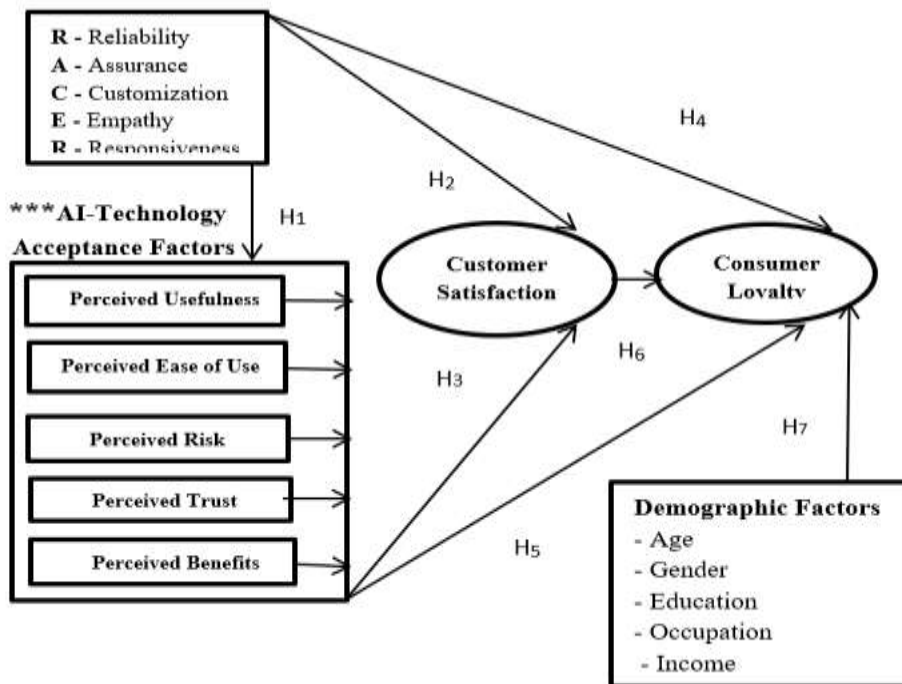 R - Reliability
A - Assurance
C - Customization
E - Empathy
R - Responsiveness
H1
H2
H4
***AI-Technology
Acceptance Factors
Perceived Usefulness
Perceived Ease of Use
Perceived Risk
Perceived Trust
Perceived Benefits
Customer
Satisfaction
Consumer
Loyalty
H3
H6
H5
H7
Demographic Factors
- Age
- Gender
- Education
- Occupation
- Income